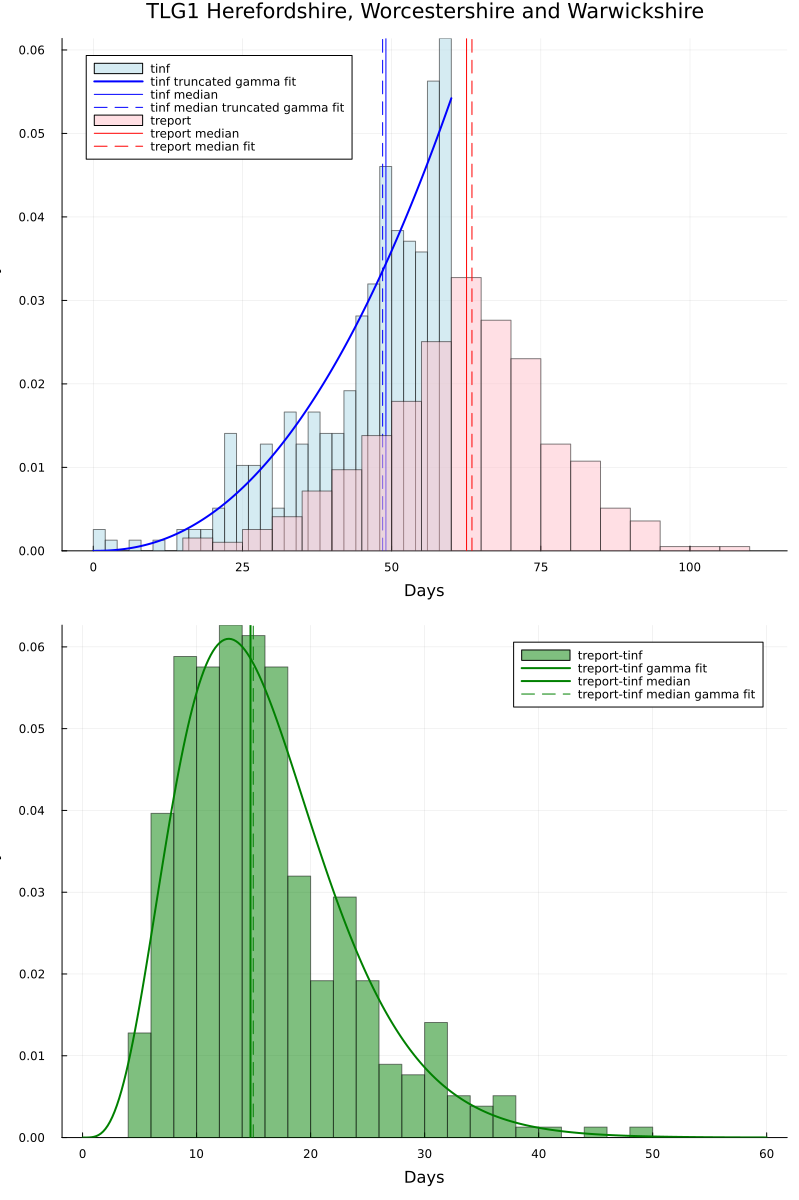 TLG1 Herefordshire, Worcestershire and Warwickshire
0.06
0.05
0.04
0.03
0.02
0.01
0.00
tinf
tinf truncated gamma fit
tinf median
tinf median truncated gamma fit
treport
treport median
treport median fit
0 25 50 75 100
Days
0.06
0.05
0.04
0.03
0.02
0.01
0.00
treport-tinf
treport-tinf gamma fit
treport-tinf median
treport-tinf median gamma fit
0 10 20 30 40 50 60
Days